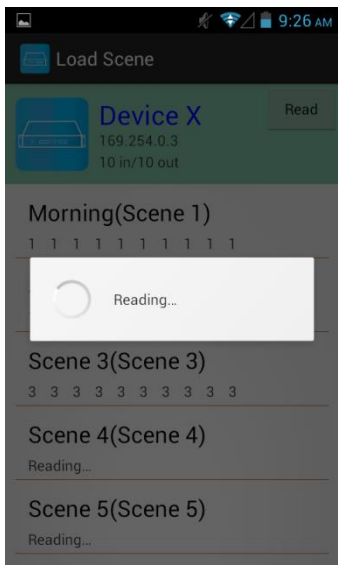 9:26 AM
Load Scene
Device X
Read
169.254.0.3
10 in/10 out
Morning(Scene 1)
1 1 1 1 1 1 1 1 1 1
Reading...
Scene 3(Scene 3)
3 3 3 3 3 3 3 3 3 3
Scene 4(Scene 4)
Reading...
Scene 5(Scene 5)
Reading...